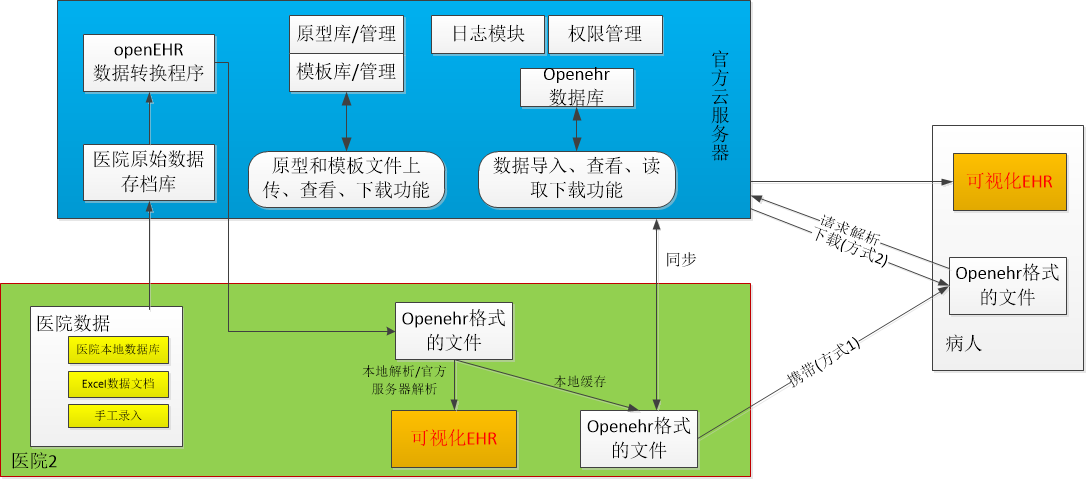 openEHR
数据转换程序
医院原始数据
存档库
原型库/管理
模板库/管理
原型和模板文件上
传、查看、下载功能
日志模块
权限管理
Openehr
数据库
数据导入、查看、读
取下载功能
官方云服务器
可视化EHR
请求解析
下载(方式2)
Openehr格式
的文件
病人
同步
携带(方式1)
医院数据
医院本地数据库
Excel数据文档
手工录入
医院2
Openehr格式
的文件
本地解析/官方
服务器解析
本地缓存
可视化EHR
Openehr格式
的文件